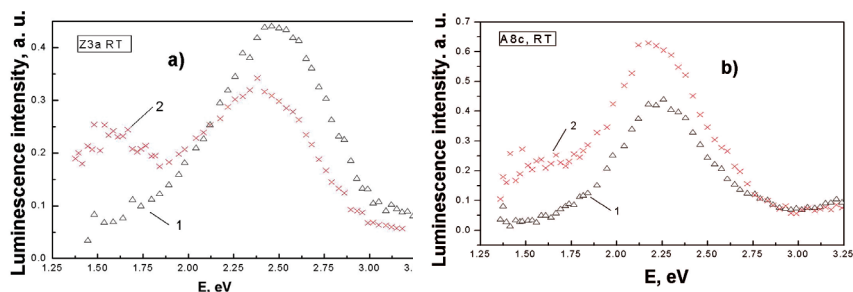 Luminescence intensity, a. u.
0.4
0.3
0.2
0.1
0.0
Z3a RT
a)
2
1
1.25 1.50 1.75 2.00 2.25 2.50 2.75 3.00 3.2
E, eV
Luminescence intensity, a. u.
0.7
0.6
0.5
0.4
0.3
0.2
0.1
0.0
A8c, RT
b)
2
1
1.25 1.50 1.75 2.00 2.25 2.50 2.75 3.00 3.25
E, eV